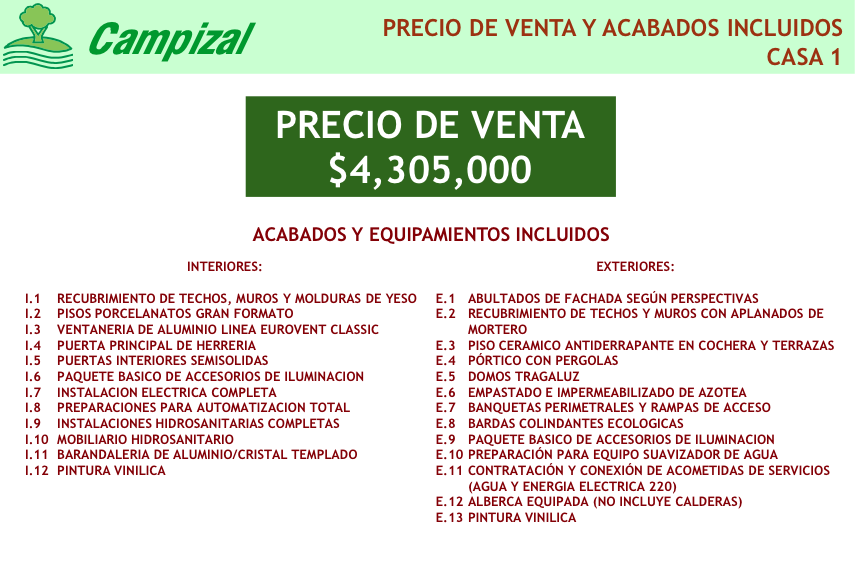 Campizal
PRECIO DE VENTA Y ACABADOS INCLUIDOS
CASA 1
PRECIO DE VENTA
$4,305,000
ACABADOS Y EQUIPAMIENTOS INCLUIDOS
INTERIORES:
I.1 RECUBRIMIENTO DE TECHOS, MUROS Y MOLDURAS DE YESO
I.2 PISOS PORCELANATOS GRAN FORMATO
I.3 VENTANERIA DE ALUMINIO LINEA EUROVENT CLASSIC
I.4 PUERTA PRINCIPAL DE HERRERIA
I.5 PUERTAS INTERIORES SEMISOLIDAS
I.6 PAQUETE BASICO DE ACCESORIOS DE ILUMINACION
I.7 INSTALACION ELECTRICA COMPLETA
I.8 PREPARACIONES PARA AUTOMATIZACION TOTAL
I.9 INSTALACIONES HIDROSANITARIAS COMPLETAS
I.10 MOBILIARIO HIDROSANITARIO
I.11 BARANDALERIA DE ALUMINIO/CRISTAL TEMPLADO
I.12 PINTURA VINILICA
EXTERIORES:
E.1 ABULTADOS DE FACHADA SEGÚN PERSPECTIVAS
E.2 RECUBRIMIENTO DE TECHOS Y MUROS CON APLANADOS DE
MORTERO
E.3 PISO CERAMICO ANTIDERRAPANTE EN COCHERA Y TERRAZAS
E.4 PÓRTICO CON PERGOLAS
E.5 DOMOS TRAGALUZ
E.6 EMPASTADO E IMPERMEABILIZADO DE AZOTEA
E.7 BANQUETAS PERIMETRALES Y RAMPAS DE ACCESO
E.8 BARDAS COLINDANTES ECOLOGICAS
E.9 PAQUETE BASICO DE ACCESORIOS DE ILUMINACION
E.10 PREPARACIÓN PARA EQUIPO SUAVIZADOR DE AGUA
E.11 CONTRATACIÓN Y CONEXIÓN DE ACOMETIDAS DE SERVICIOS
(AGUA Y ENERGIA ELECTRICA 220)
E.12 ALBERCA EQUIPADA (NO INCLUYE CALDERAS)
E.13 PINTURA VINILICA